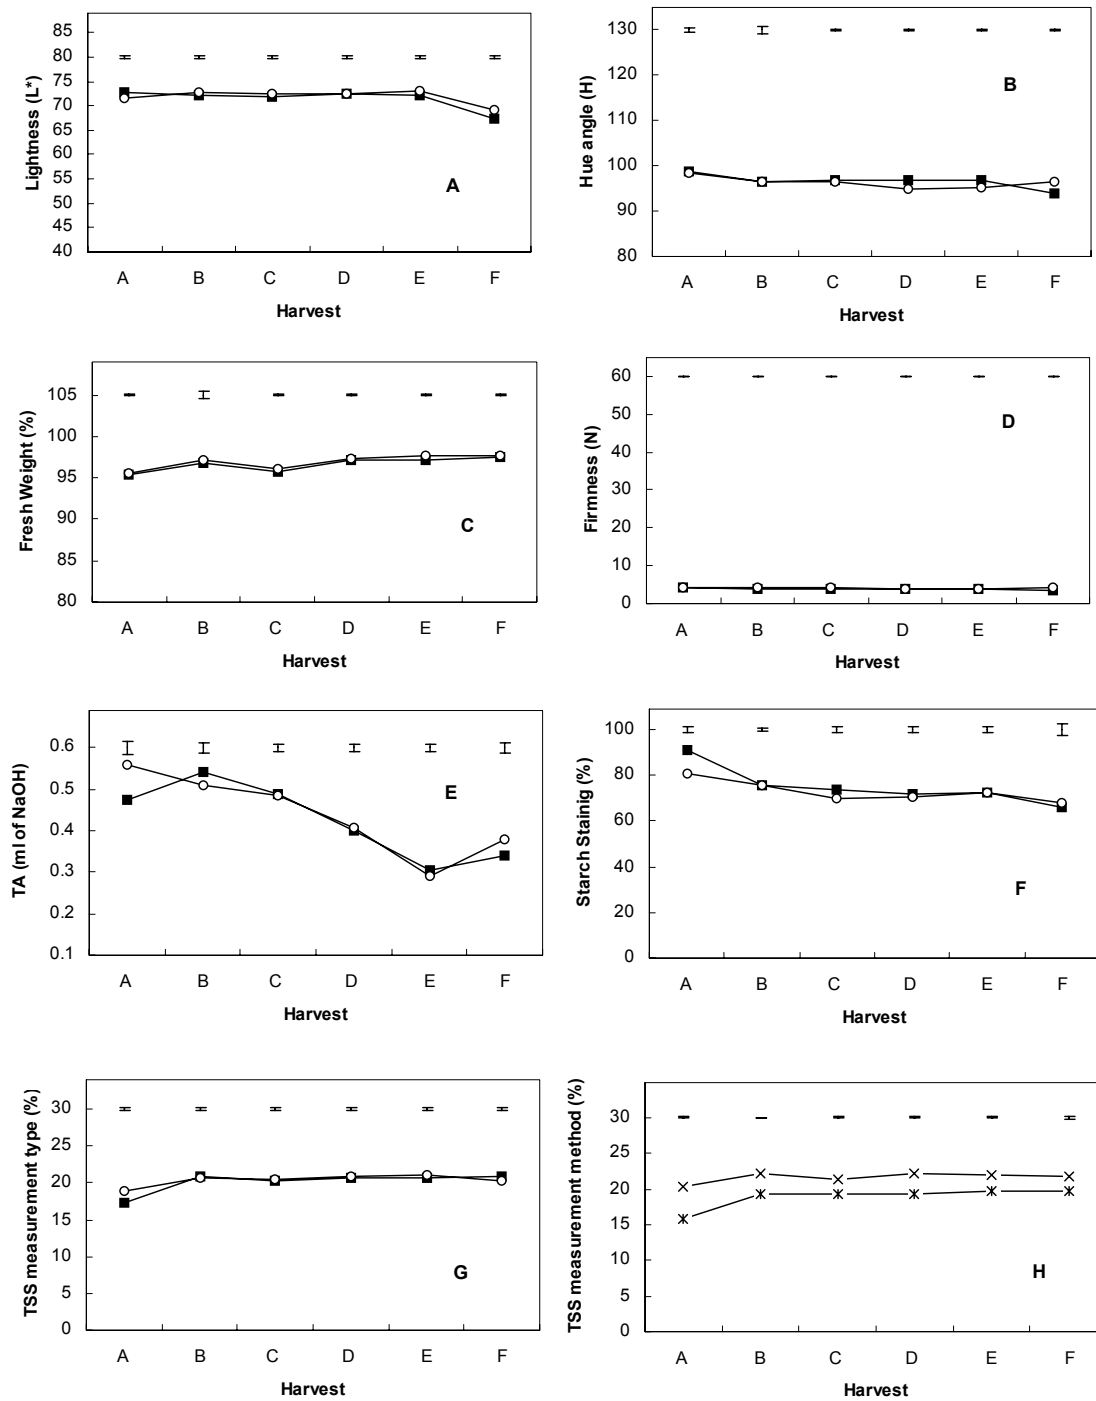 85
80
75
70
65
60
55
50
45
40
Lightness (L*)
A
A B C D E F
Harvest
130
120
110
100
90
80
Hue angle (H)
B
A B C D E F
Harvest
105
100
95
90
85
80
Fresh Weight (%)
C
A B C D E F
Harvest
60
50
40
30
20
10
0
Firmness (N)
D
A B C D E F
Harvest
0.6
0.5
0.4
0.3
0.2
0.1
TA (ml of NaOH)
E
A B C D E F
Harvest
100
80
60
40
20
0
Starch Stainig (%)
F
A B C D E F
Harvest
30
25
20
15
10
5
0
TSS measurement type (%)
G
A B C D E F
Harvest
30
25
20
15
10
5
0
TSS measurement method (%)
H
A B C D E F
Harvest